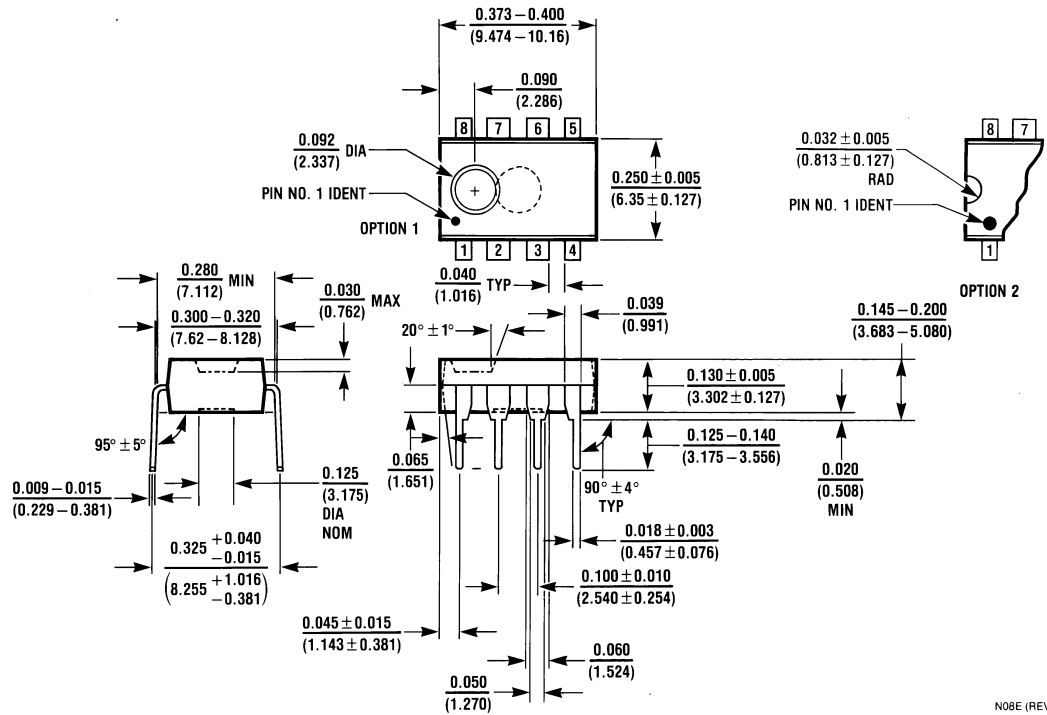 0.373 – 0.400
(9.474 – 10.16)
0.090
(2.286)
8 7 6 5
0.092
(2.337)
DIA
PIN NO. 1 IDENT
OPTION 1
1 2 3 4
0.250 ± 0.005
(6.35 ± 0.127)
8 7
0.032 ± 0.005
(0.813 ± 0.127)
RAD
PIN NO. 1 IDENT
1
OPTION 2
0.280
(7.112)
MIN
0.300 – 0.320
(7.62 – 8.128)
0.030
(0.762)
MAX
0.040
(1.016)
TYP
0.039
(0.991)
20° ± 1°
0.145 – 0.200
(3.683 – 5.080)
0.130 ± 0.005
(3.302 ± 0.127)
95° ± 5°
0.009 – 0.015
(0.229 – 0.381)
0.125
(3.175)
DIA
NOM
0.065
(1.651)
90° ± 4°
TYP
0.125 – 0.140
(3.175 – 3.556)
0.020
(0.508)
MIN
0.018 ± 0.003
(0.457 ± 0.076)
0.325 +0.040 −0.015
(8.255 +1.016 −0.381)
0.100 ± 0.010
(2.540 ± 0.254)
0.045 ± 0.015
(1.143 ± 0.381)
0.060
(1.524)
0.050
(1.270)
N08E (REV